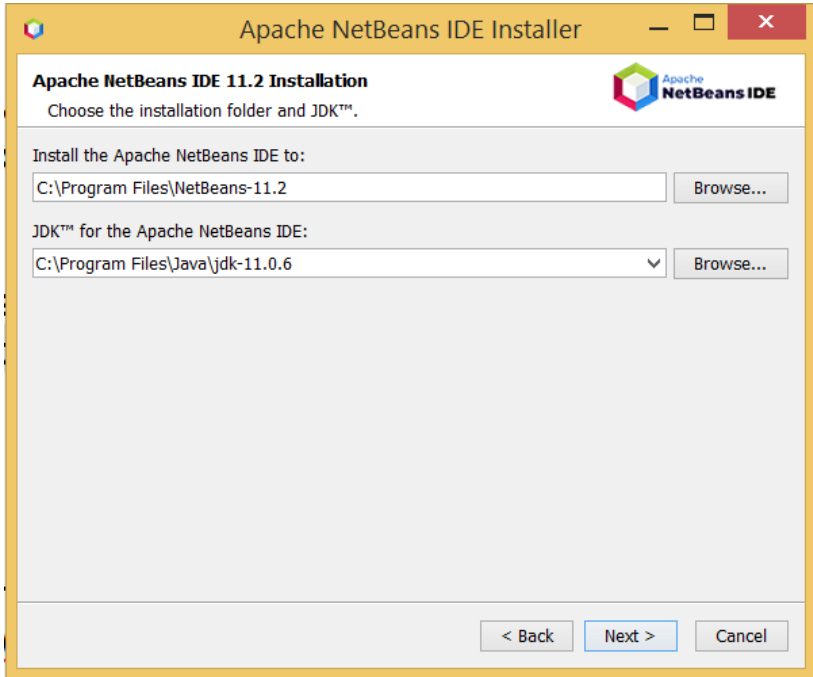 Apache NetBeans IDE Installer
Apache NetBeans IDE 11.2 Installation
Choose the installation folder and JDK™.
Apache
NetBeans IDE
Install the Apache NetBeans IDE to:
C:\Program Files\NetBeans-11.2
Browse...
JDK™ for the Apache NetBeans IDE:
C:\Program Files\Java\jdk-11.0.6
Browse...
< Back
Next >
Cancel